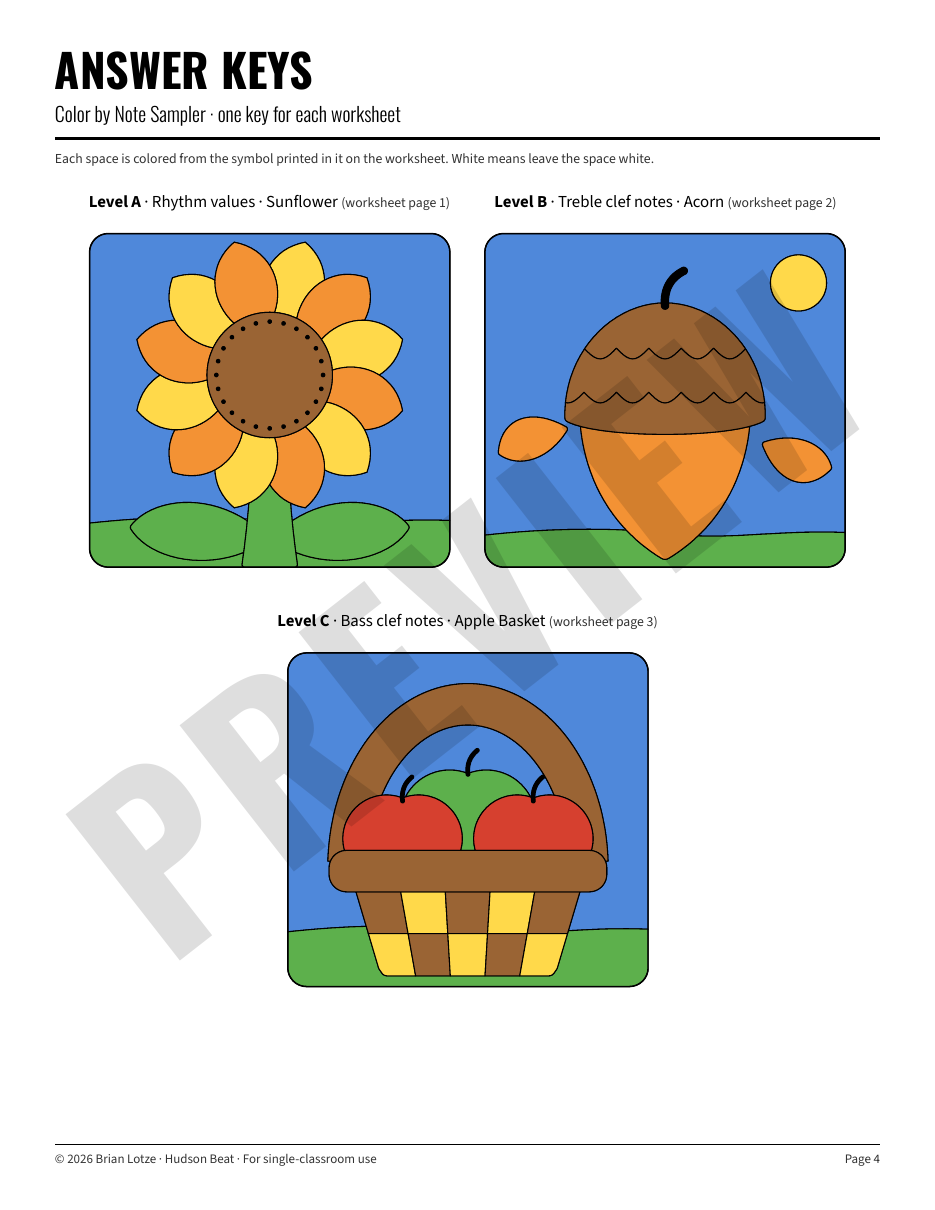 ANSWER KEYS
Color by Note Sampler · one key for each worksheet
Each space is colored from the symbol printed in it on the worksheet. White means leave the space white.
Level A · Rhythm values · Sunflower (worksheet page 1)
Level B · Treble clef notes · Acorn (worksheet page 2)
Level C · Bass clef notes · Apple Basket (worksheet page 3)
PREVIEW
© 2026 Brian Lotze · Hudson Beat · For single-classroom use
Page 4